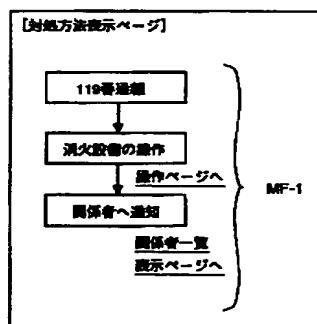 [対処方法表示ページ]
119番通報
消火設備の操作
操作ページへ
関係者へ通知
関係者一覧
表示ページへ
MF-1